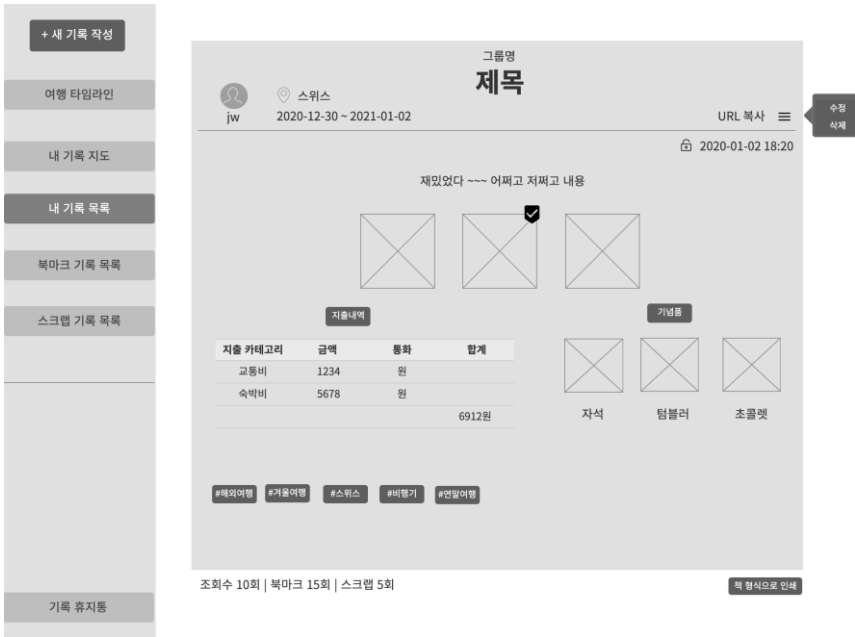 + 새 기록 작성
여행 타임라인
내 기록 지도
내 기록 목록
북마크 기록 목록
스크랩 기록 목록
기록 휴지통
그룹명
제목
jw
스위스
2020-12-30 ~ 2021-01-02
URL 복사
수정
삭제
2020-01-02 18:20
재밌었다 ~~~ 어쩌고 저쩌고 내용
지출내역
지출 카테고리 금액 통화 합계
교통비 1234 원
숙박비 5678 원
6912원
기념품
자석 텀블러 초콜렛
#해외여행 #겨울여행 #스위스 #비행기 #연말여행
조회수 10회 | 북마크 15회 | 스크랩 5회
책 형식으로 인쇄